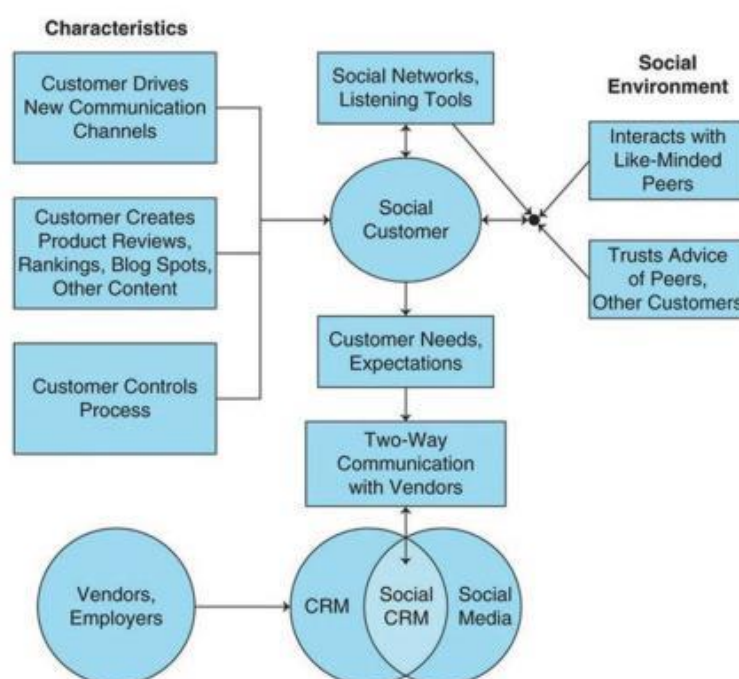 Characteristics
Customer Drives
New Communication
Channels
Customer Creates
Product Reviews,
Rankings, Blog Spots,
Other Content
Customer Controls
Process
Social Networks,
Listening Tools
Social
Customer
Customer Needs,
Expectations
Two-Way
Communication
with Vendors
Social
Environment
Interacts with
Like-Minded
Peers
Trusts Advice
of Peers,
Other Customers
Vendors,
Employers
CRM
Social
CRM
Social
Media